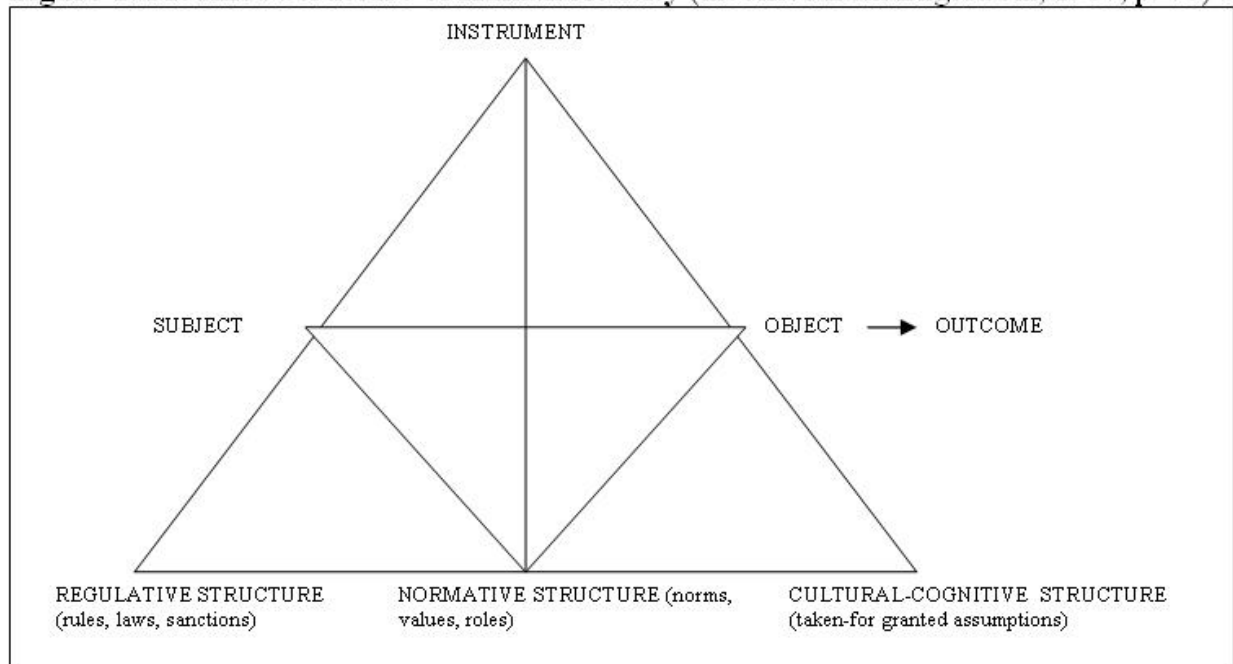 INSTRUMENT
SUBJECT
OBJECT
OUTCOME
REGULATIVE STRUCTURE
(rules, laws, sanctions)
NORMATIVE STRUCTURE (norms,
values, roles)
CULTURAL-COGNITIVE STRUCTURE
(taken-for granted assumptions)